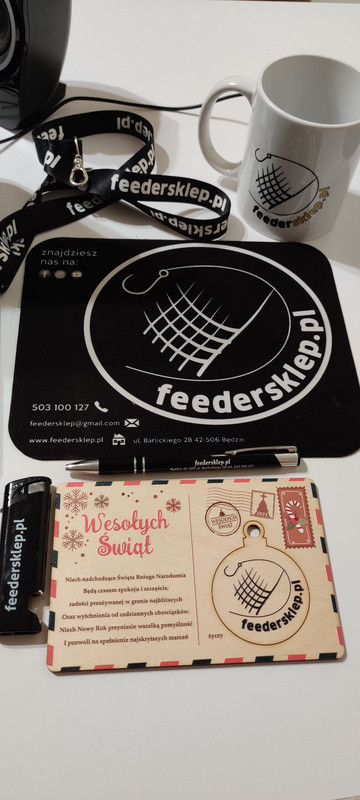 feedersklep.pl
feedersklep.pl
znajdziesz
nas na:
feedersklep.pl
503 100 127
feedersklep@gmail.com
www.feedersklep.pl
ul. Barlickiego 2B 42-506 Będzin
feedersklep.pl
feedersklep.pl
Wesołych
Świąt
WESOŁYCH
ŚWIĄT
Niech nadchodzące Święta Bożego Narodzenia
Będą czasem spokoju i szczęścia,
radości przeżywanej w gronie najbliższych
Oraz wytchnienia od codziennych obowiązków.
Niech Nowy Rok przyniesie wszelką pomyślność
I pozwoli na spełnienie najskrytszych marzeń
życzy
feedersklep.pl